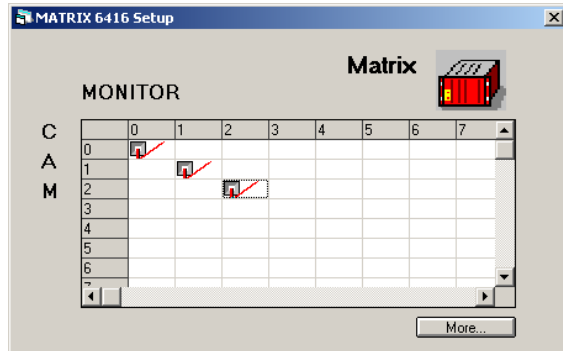 MATRIX 6416 Setup
Matrix
MONITOR
C
A
M
0 1 2 3 4 5 6 7
0
1
2
3
4
5
6
7
More...